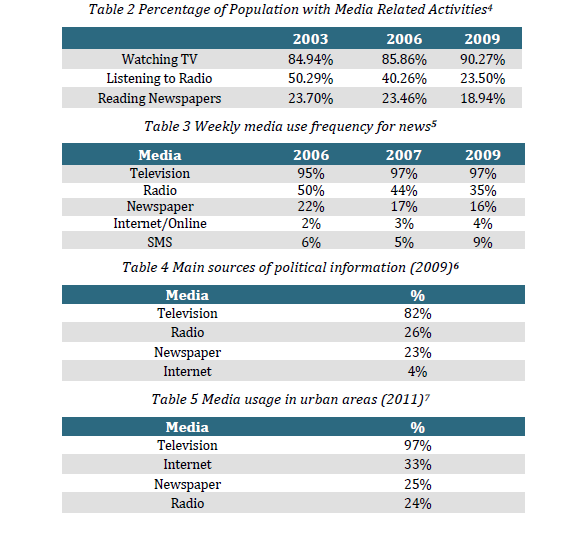 Table 2 Percentage of Population with Media Related Activities⁴
2003 2006 2009
Watching TV 84.94% 85.86% 90.27%
Listening to Radio 50.29% 40.26% 23.50%
Reading Newspapers 23.70% 23.46% 18.94%
Table 3 Weekly media use frequency for news⁵
Media 2006 2007 2009
Television 95% 97% 97%
Radio 50% 44% 35%
Newspaper 22% 17% 16%
Internet/Online 2% 3% 4%
SMS 6% 5% 9%
Table 4 Main sources of political information (2009)⁶
Media %
Television 82%
Radio 26%
Newspaper 23%
Internet 4%
Table 5 Media usage in urban areas (2011)⁷
Media %
Television 97%
Internet 33%
Newspaper 25%
Radio 24%